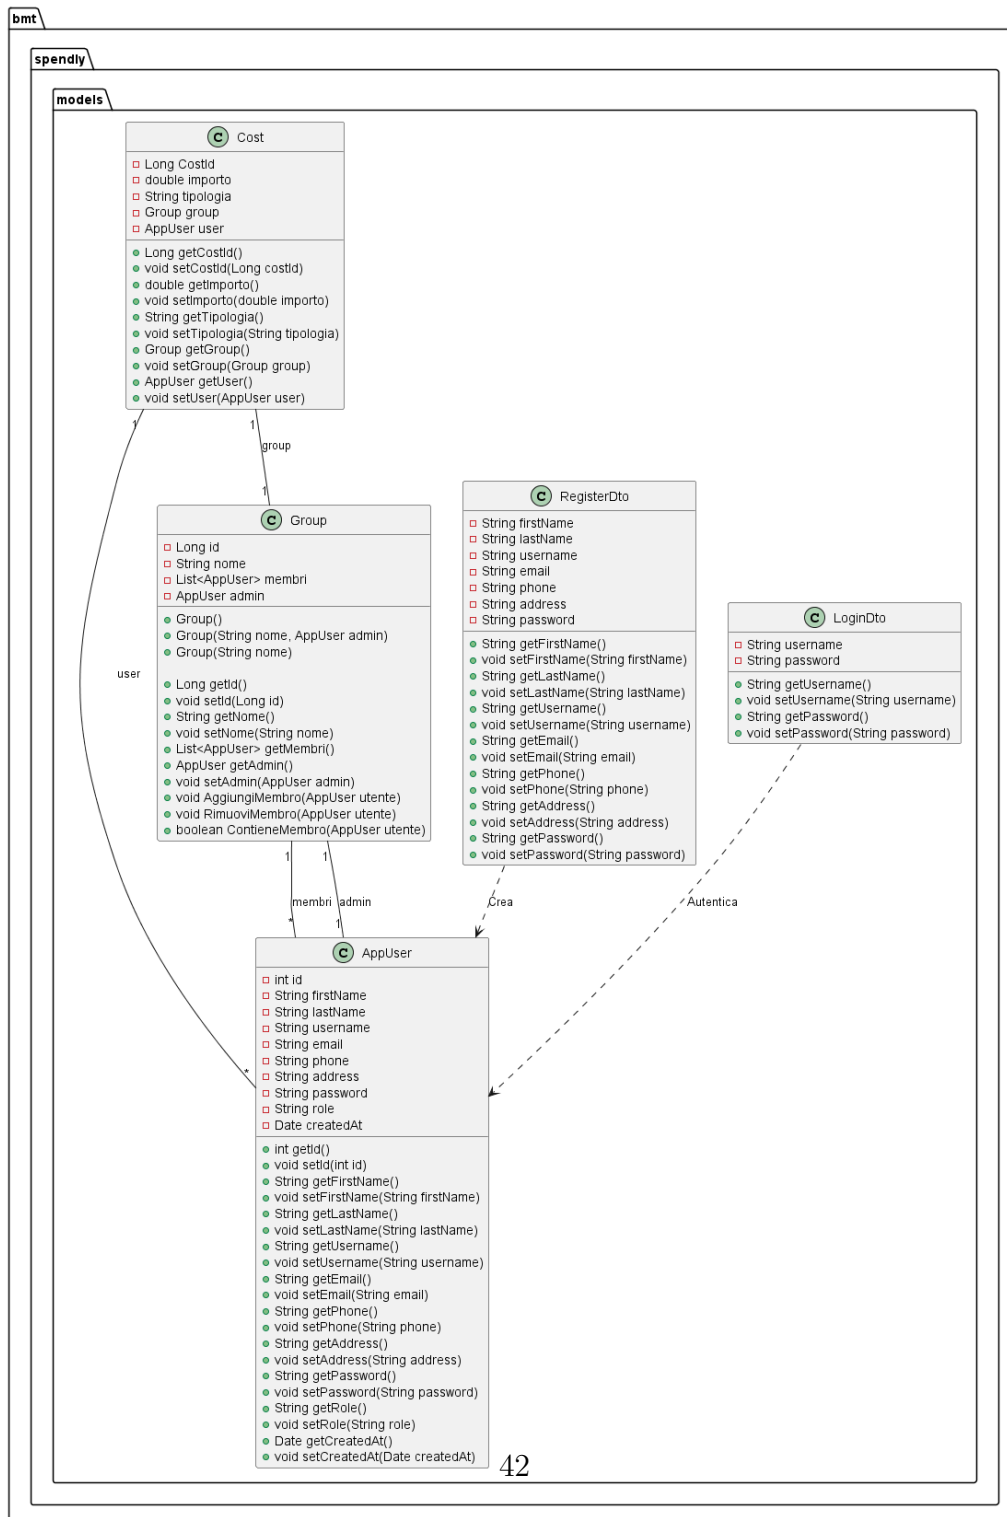 bmt
spendly
models
C Cost
Long CostId
double importo
String tipologia
Group group
AppUser user
Long getCostId()
void setCostId(Long costId)
double getImporto()
void setImporto(double importo)
String getTipologia()
void setTipologia(String tipologia)
Group getGroup()
void setGroup(Group group)
AppUser getUser()
void setUser(AppUser user)
1
1
group
1
user
C Group
Long id
String nome
List<AppUser> membri
AppUser admin
Group()
Group(String nome, AppUser admin)
Group(String nome)
Long getId()
void setId(Long id)
String getNome()
void setNome(String nome)
List<AppUser> getMembri()
AppUser getAdmin()
void setAdmin(AppUser admin)
void AggiungiMembro(AppUser utente)
void RimuoviMembro(AppUser utente)
boolean ContieneMembro(AppUser utente)
C RegisterDto
String firstName
String lastName
String username
String email
String phone
String address
String password
String getFirstName()
void setFirstName(String firstName)
String getLastName()
void setLastName(String lastName)
String getUsername()
void setUsername(String username)
String getEmail()
void setEmail(String email)
String getPhone()
void setPhone(String phone)
String getAddress()
void setAddress(String address)
String getPassword()
void setPassword(String password)
C LoginDto
String username
String password
String getUsername()
void setUsername(String username)
String getPassword()
void setPassword(String password)
1
1
membri
admin
Crea
Autentica
*
1
*
C AppUser
int id
String firstName
String lastName
String username
String email
String phone
String address
String password
String role
Date createdAt
int getId()
void setId(int id)
String getFirstName()
void setFirstName(String firstName)
String getLastName()
void setLastName(String lastName)
String getUsername()
void setUsername(String username)
String getEmail()
void setEmail(String email)
String getPhone()
void setPhone(String phone)
String getAddress()
void setAddress(String address)
String getPassword()
void setPassword(String password)
String getRole()
void setRole(String role)
Date getCreatedAt()
void setCreatedAt(Date createdAt)
42